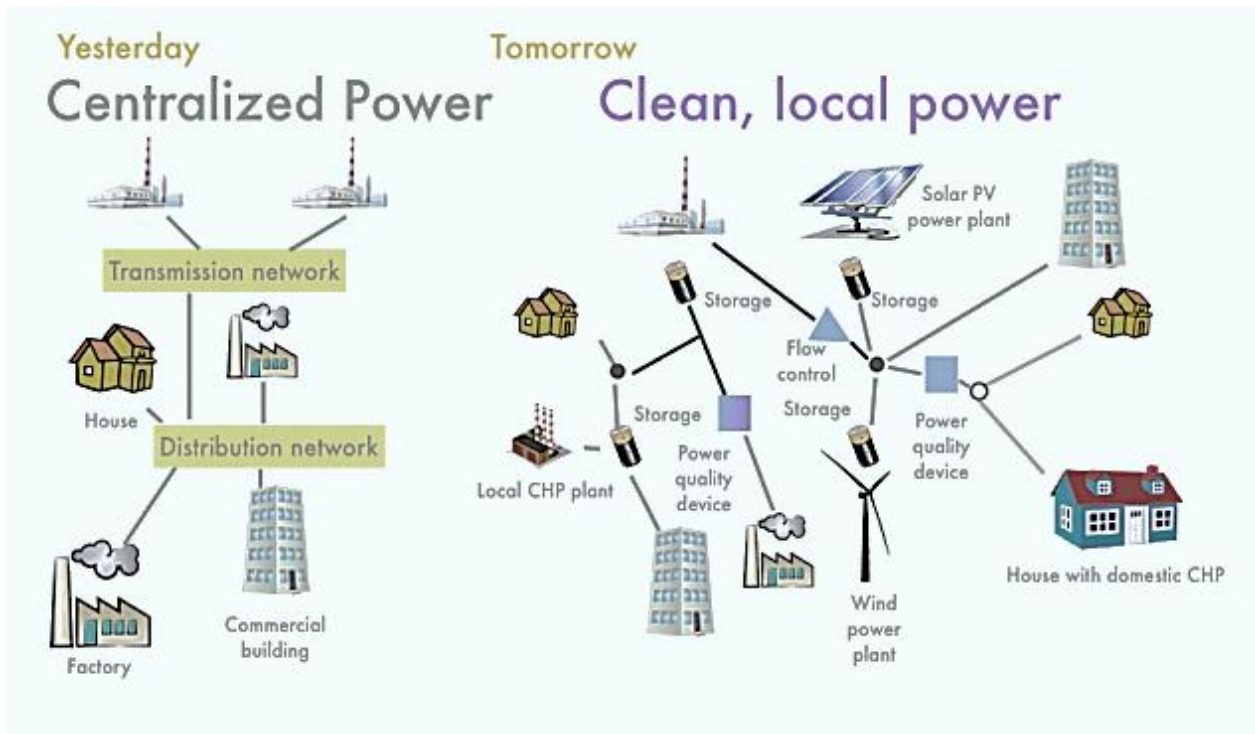 Yesterday
Centralized Power
Transmission network
House
Distribution network
Commercial
building
Factory
Tomorrow
Clean, local power
Solar PV
power plant
Storage
Storage
Flow
control
Storage
Storage
Power
quality
device
Power
quality
device
Local CHP plant
House with domestic CHP
Wind
power
plant